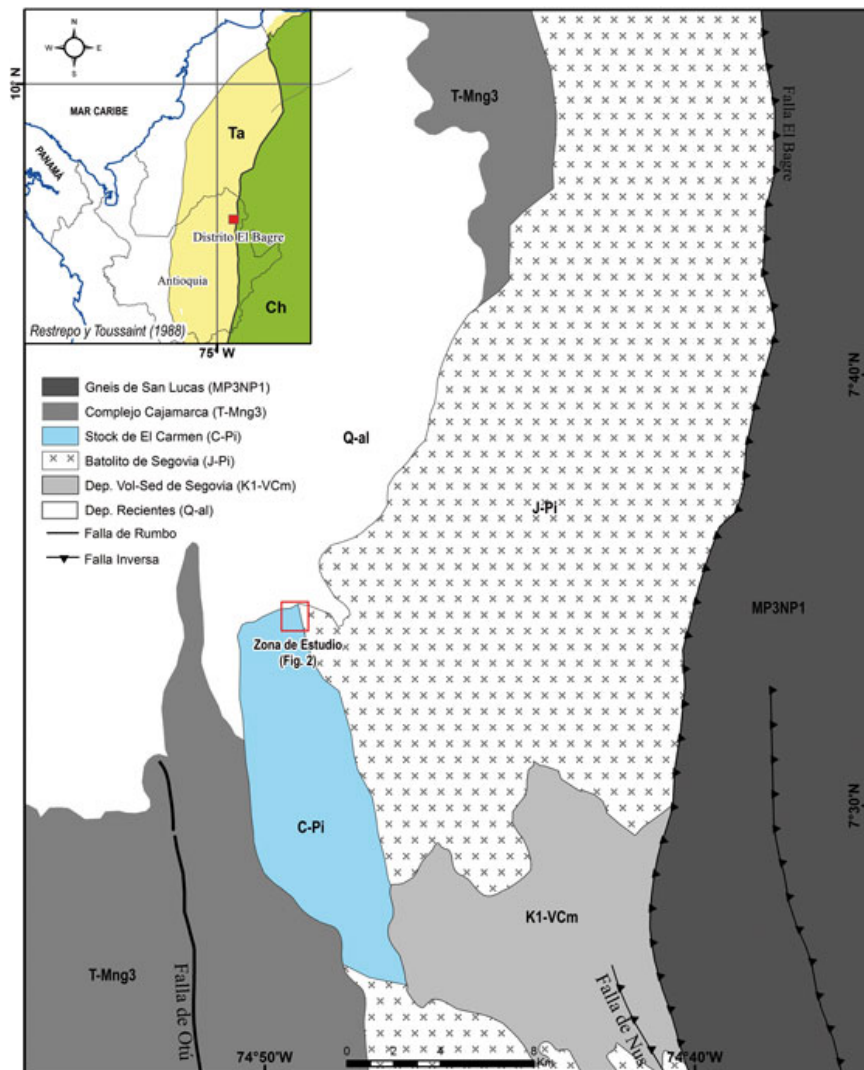 N
W E
S
10° N
MAR CARIBE
PANAMÁ
Ta
Distrito El Bagre
Antioquia
Ch
Restrepo y Toussaint (1988)
75° W
T-Mng3
Falla El Bagre
Gneis de San Lucas (MP3NP1)
Complejo Cajamarca (T-Mng3)
Stock de El Carmen (C-Pi)
Batolito de Segovia (J-Pi)
Dep. Vol-Sed de Segovia (K1-VCm)
Dep. Recientes (Q-al)
Falla de Rumbo
Falla Inversa
7°40'N
Q-al
J-Pi
MP3NP1
Zona de Estudio
(Fig. 2)
7°30'N
C-Pi
K1-VCm
T-Mng3
Falla de Otú
Falla de Nus
74°50'W
74°40'W
0 2 4 8
Km